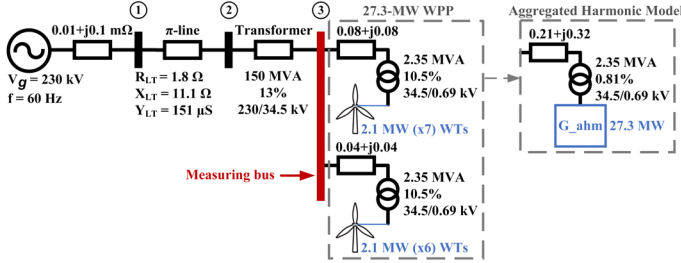 27.3-MW WPP
Aggregated Harmonic Model
1
2
3
0.01+j0.1 mΩ
π-line
Transformer
0.08+j0.08
0.21+j0.32
Vg = 230 kV
f = 60 Hz
R_LT = 1.8 Ω
X_LT = 11.1 Ω
Y_LT = 151 µS
150 MVA
13%
230/34.5 kV
2.35 MVA
10.5%
34.5/0.69 kV
2.1 MW (x7) WTs
2.35 MVA
0.81%
34.5/0.69 kV
G_ahm
27.3 MW
Measuring bus
0.04+j0.04
2.35 MVA
10.5%
34.5/0.69 kV
2.1 MW (x6) WTs